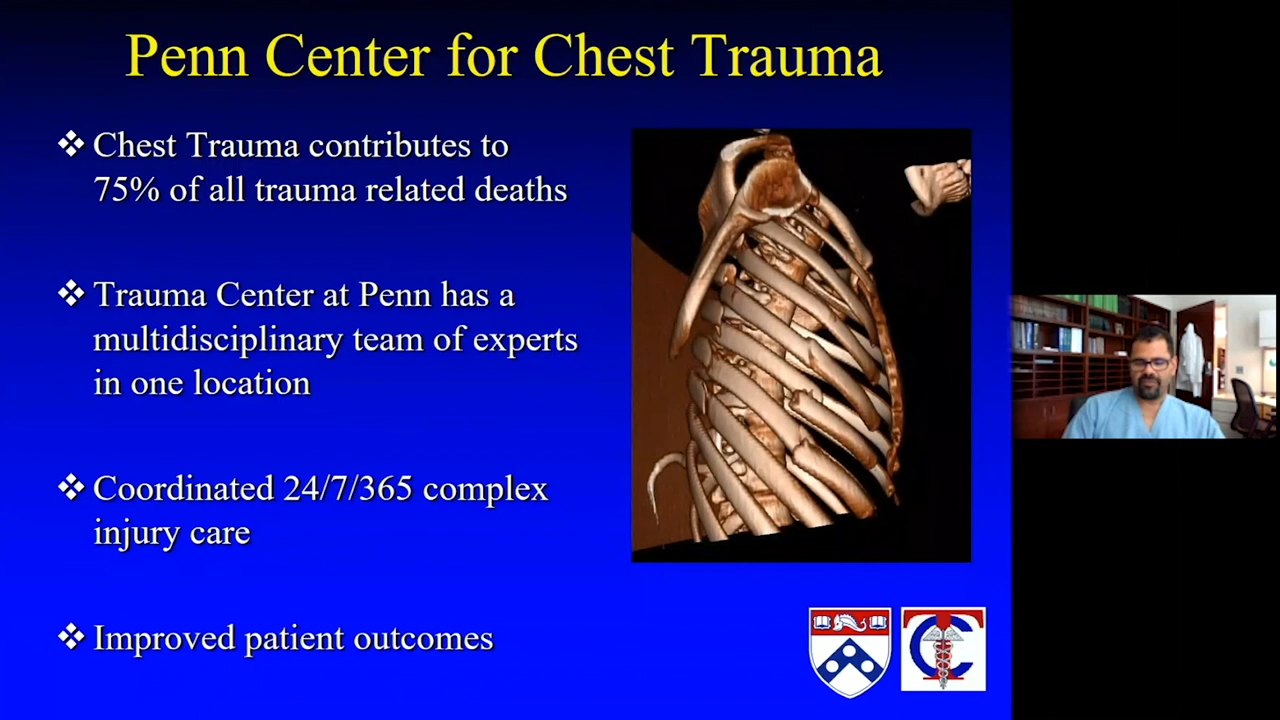 Penn Center for Chest Trauma
❖ Chest Trauma contributes to
75% of all trauma related deaths
❖ Trauma Center at Penn has a
multidisciplinary team of experts
in one location
❖ Coordinated 24/7/365 complex
injury care
❖ Improved patient outcomes
TC